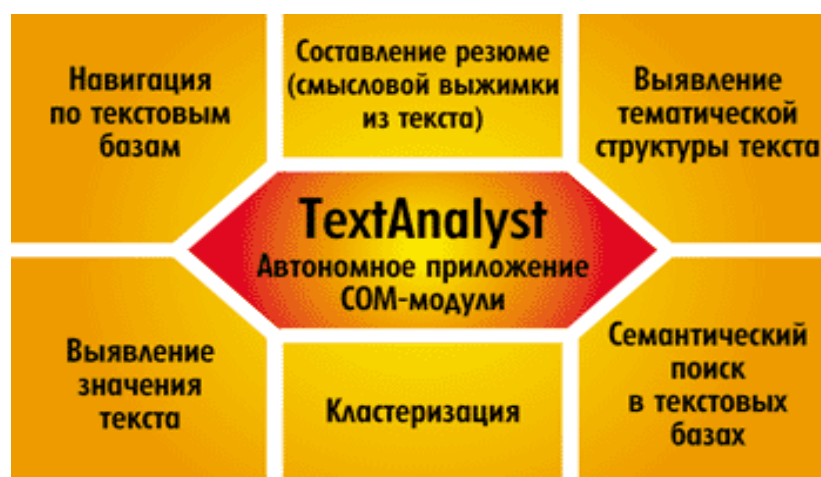 Навигация
по текстовым
базам
Составление резюме
(смысловой выжимки
из текста)
Выявление
тематической
структуры текста
TextAnalyst
Автономное приложение
COM-модули
Выявление
значения
текста
Кластеризация
Семантический
поиск
в текстовых
базах